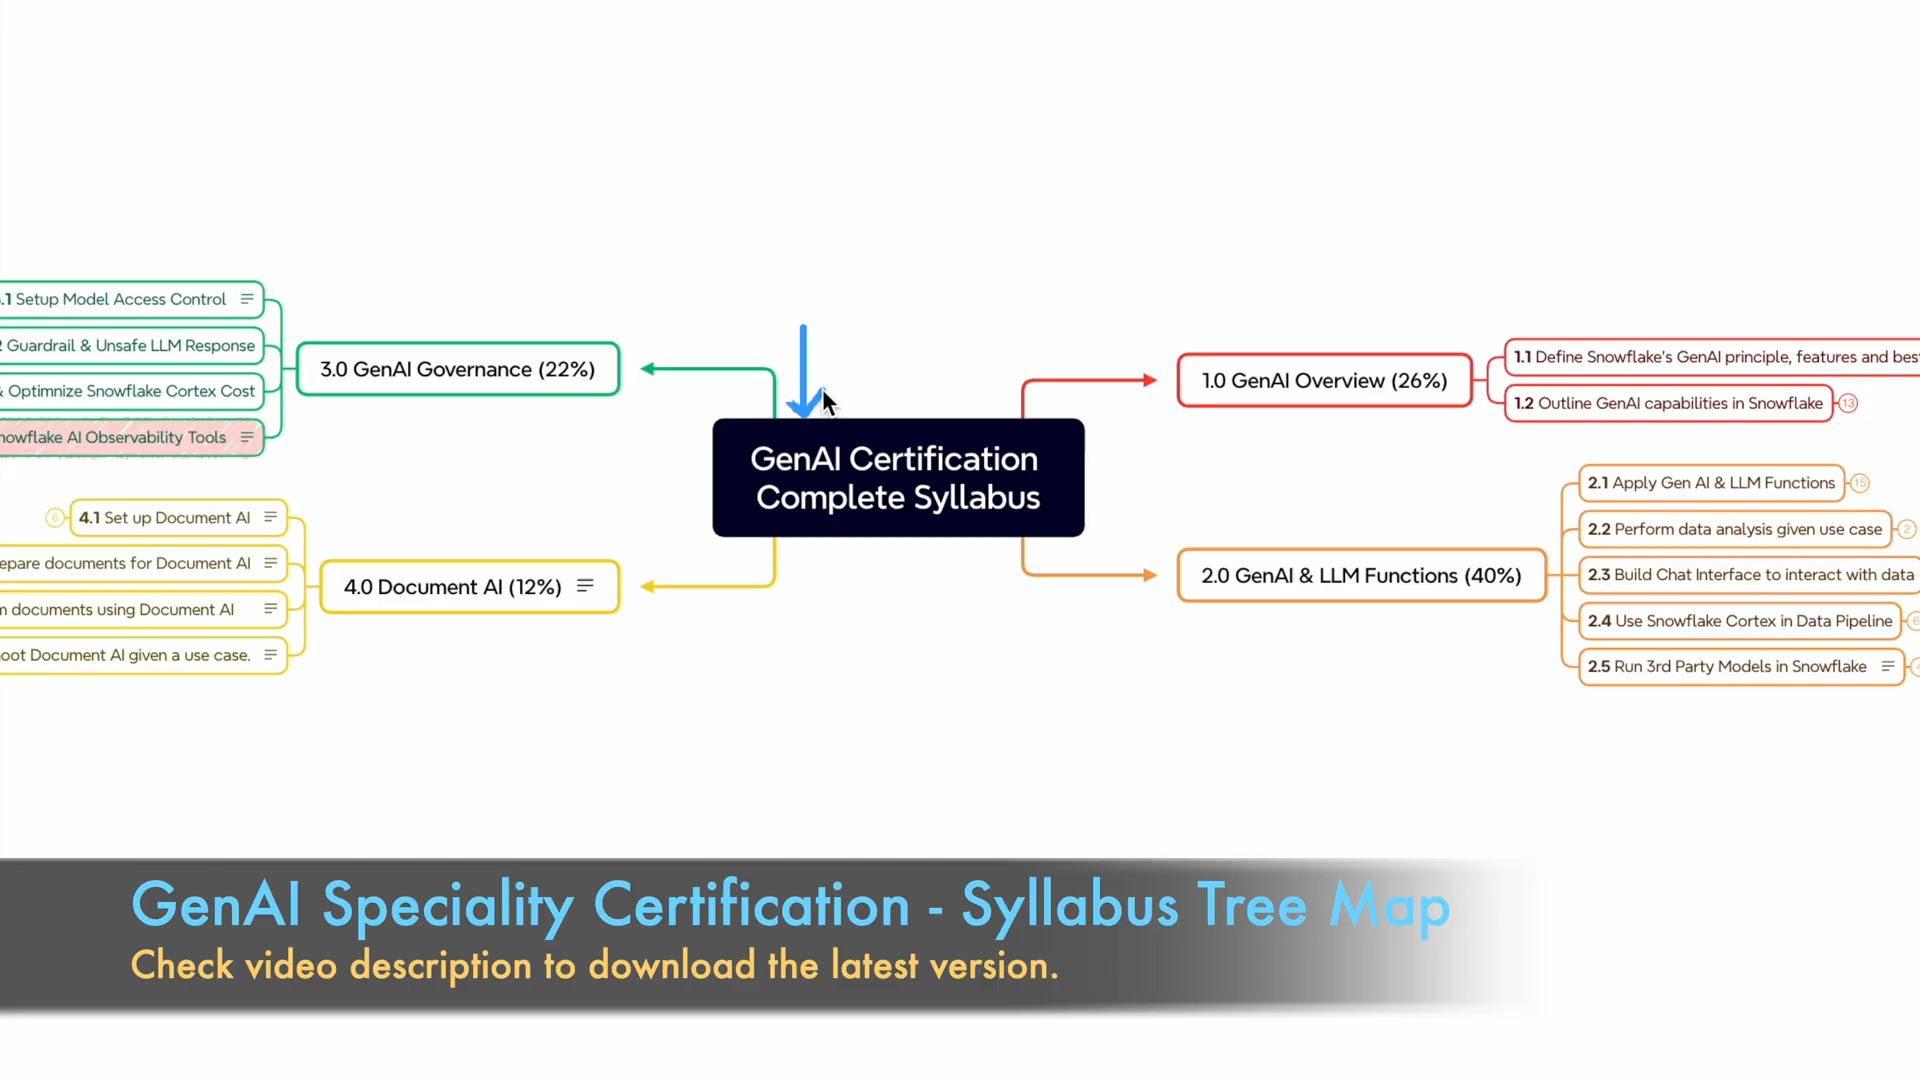 GenAI Certification
Complete Syllabus
1.0 GenAI Overview (26%)
1.1 Define Snowflake's GenAI principle, features and
1.2 Outline GenAI capabilities in Snowflake
13
2.0 GenAI & LLM Functions (40%)
2.1 Apply Gen AI & LLM Functions
15
2.2 Perform data analysis given use case
2
2.3 Build Chat Interface to interact with data
2.4 Use Snowflake Cortex in Data Pipeline
6
2.5 Run 3rd Party Models in Snowflake
3.0 GenAI Governance (22%)
.1 Setup Model Access Control
Guardrail & Unsafe LLM Response
& Optimnize Snowflake Cortex Cost
AI Observability Tools
4.0 Document AI (12%)
4.1 Set up Document AI
6
documents for Document AI
documents using Document AI
Document AI given a use case.
GenAI Speciality Certification - Syllabus Tree Map
Check video description to download the latest version.